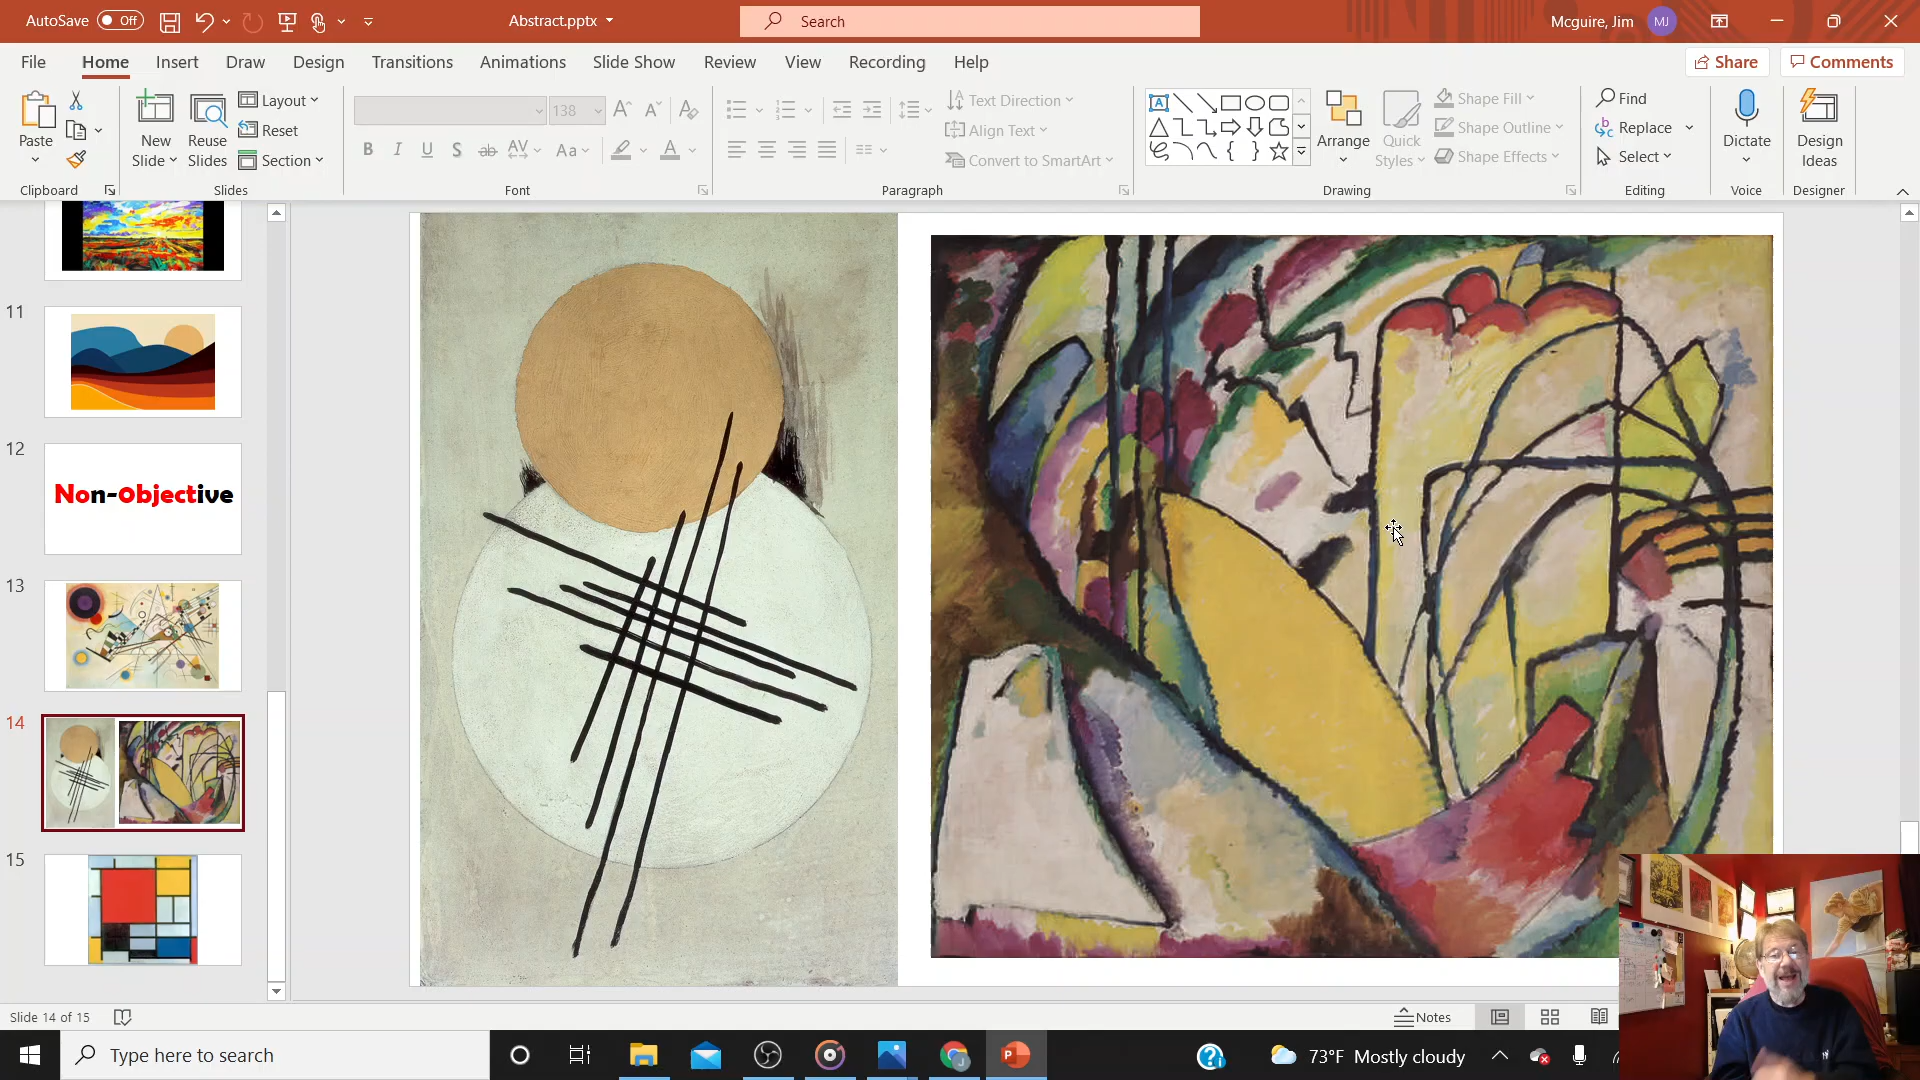 AutoSave Off Abstract.pptx Search Mcguire, Jim MJ
File Home Insert Draw Design Transitions Animations Slide Show Review View Recording Help Share Comments
Paste New Slide Reuse Slides Layout Reset Section
138
B I U S ab AV Aa A
Text Direction
Align Text
Convert to SmartArt
Arrange Quick Styles Shape Fill
Shape Outline
Shape Effects
Find
Replace
Select
Dictate Design Ideas
Clipboard Slides Font Paragraph Drawing Editing Voice Designer
11
12
Non-Objective
13
14
15
Slide 14 of 15 Notes
Type here to search 73°F Mostly cloudy